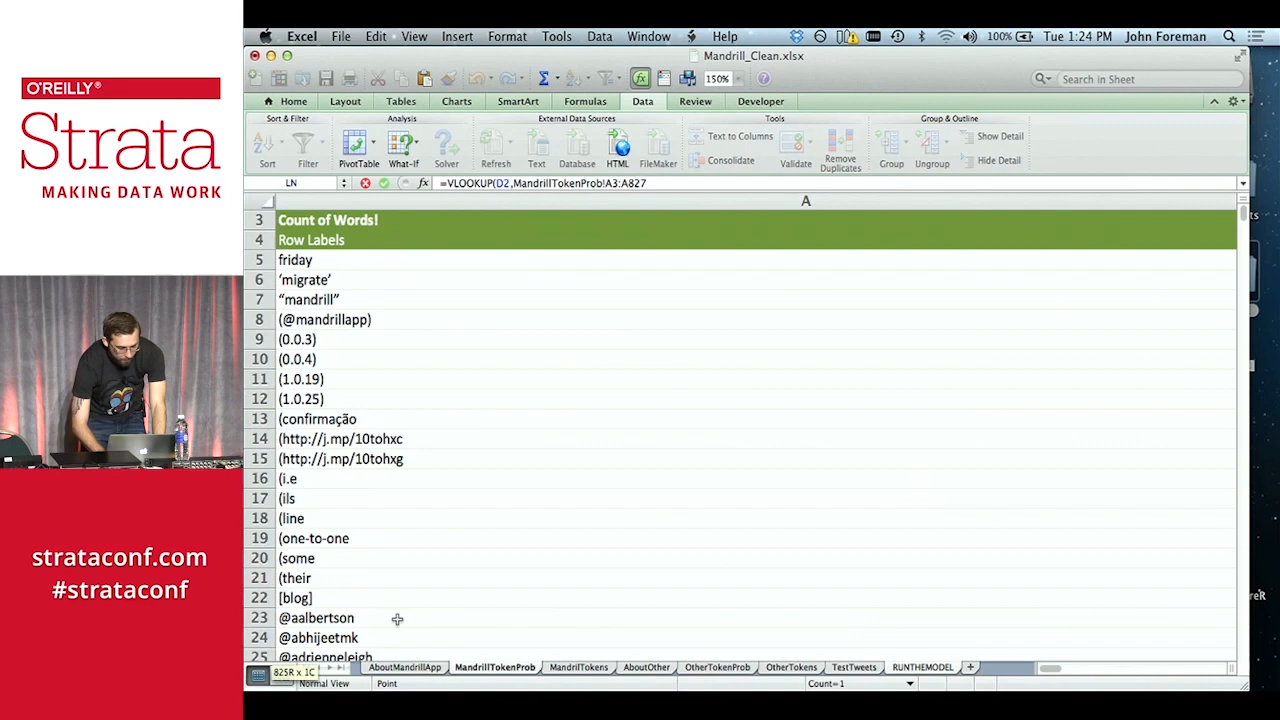 O'REILLY®
Strata
MAKING DATA WORK
strataconf.com
#strataconf
Excel File Edit View Insert Format Tools Data Window Help 100% Tue 1:24 PM John Foreman
Mandrill_Clean.xlsx
150% Search in Sheet
Home Layout Tables Charts SmartArt Formulas Data Review Developer
Sort & Filter Analysis External Data Sources Tools Group & Outline
Text to Columns Show Detail
Consolidate Hide Detail
Sort Filter PivotTable What-If Solver Refresh Text Database HTML FileMaker Validate Remove Duplicates Group Ungroup
LN fx =VLOOKUP(D2,MandrillTokenProb!A3:A827
A
3 Count of Words!
4 Row Labels
5 friday
6 ‘migrate’
7 “mandrill”
8 (@mandrillapp)
9 (0.0.3)
10 (0.0.4)
11 (1.0.19)
12 (1.0.25)
13 (confirmação
14 (http://j.mp/10tohxc
15 (http://j.mp/10tohxg
16 (i.e
17 (ils
18 (line
19 (one-to-one
20 (some
21 (their
22 [blog]
23 @aalbertson
24 @abhijeetmk
25 @adrienneleigh
AboutMandrillApp MandrillTokenProb MandrillTokens AboutOther OtherTokenProb OtherTokens TestTweets RUNTHEMODEL
825R x 1C
Normal View Point Count=1